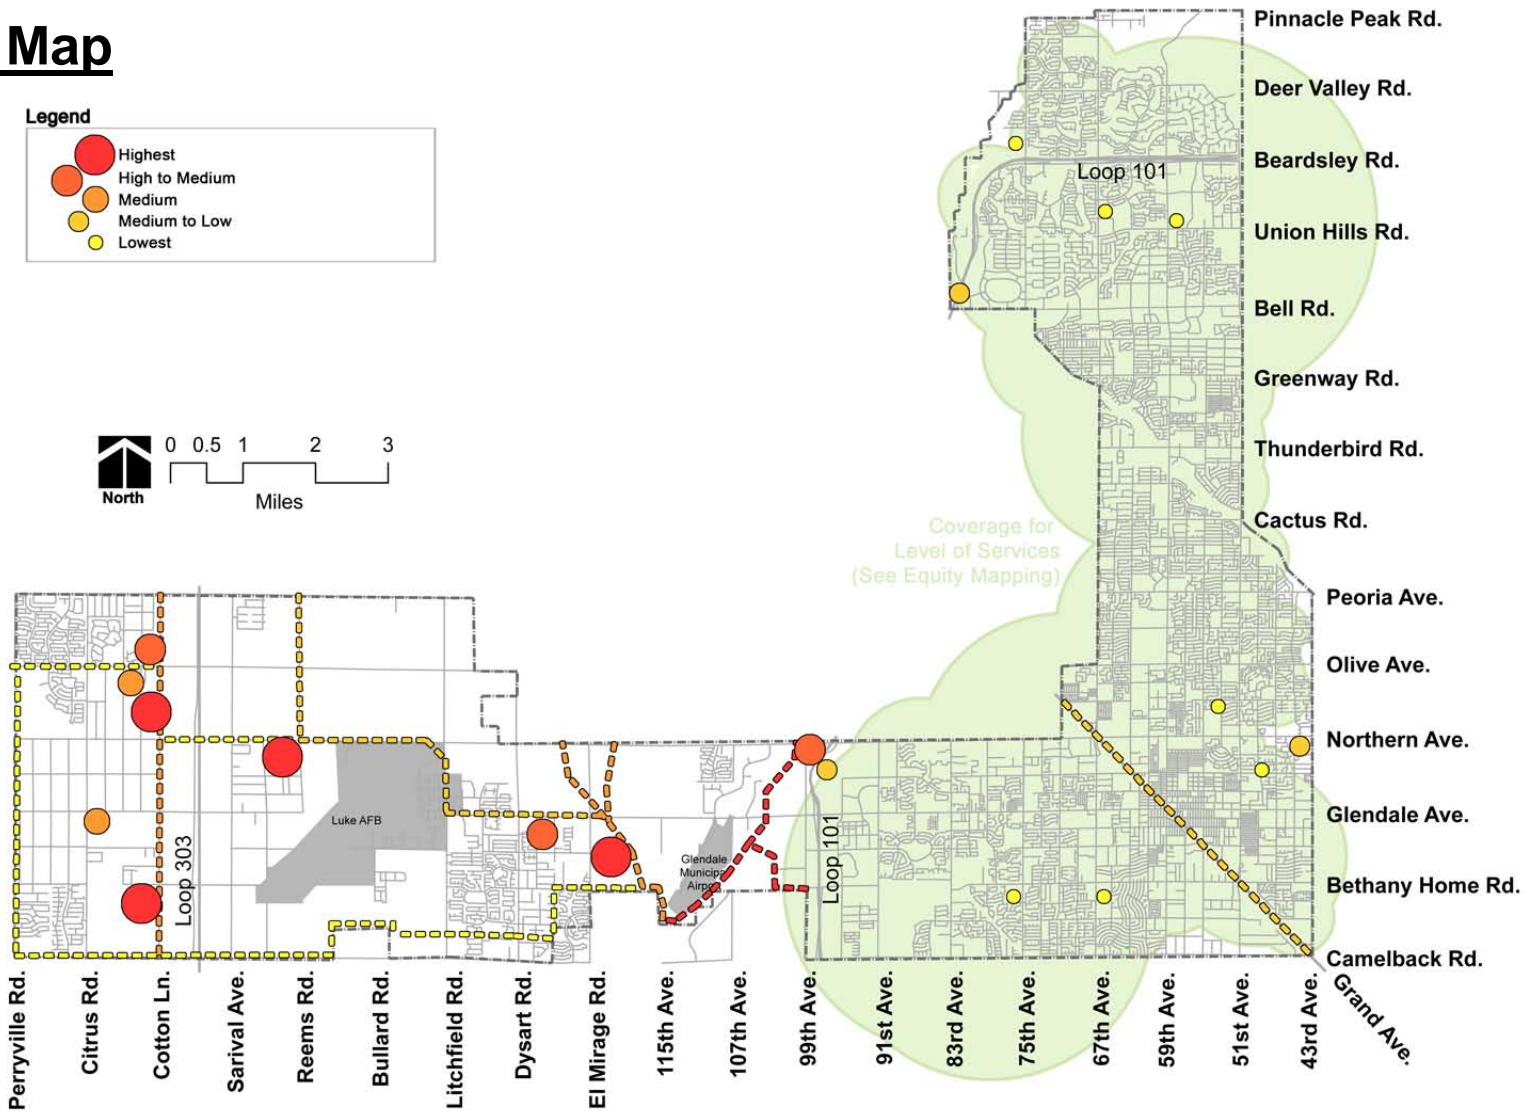 Map
Legend
Highest
High to Medium
Medium
Medium to Low
Lowest
0 0.5 1 2 3
Miles
North
Pinnacle Peak Rd.
Deer Valley Rd.
Beardsley Rd.
Loop 101
Union Hills Rd.
Bell Rd.
Greenway Rd.
Thunderbird Rd.
Cactus Rd.
Coverage for
Level of Services
(See Equity Mapping)
Peoria Ave.
Olive Ave.
Northern Ave.
Glendale Ave.
Bethany Home Rd.
Camelback Rd.
Grand Ave.
Luke AFB
Loop 303
Glendale
Municipal
Airport
Loop 101
Perryville Rd.
Citrus Rd.
Cotton Ln.
Sarival Ave.
Reems Rd.
Bullard Rd.
Litchfield Rd.
Dysart Rd.
El Mirage Rd.
115th Ave.
107th Ave.
99th Ave.
91st Ave.
83rd Ave.
75th Ave.
67th Ave.
59th Ave.
51st Ave.
43rd Ave.